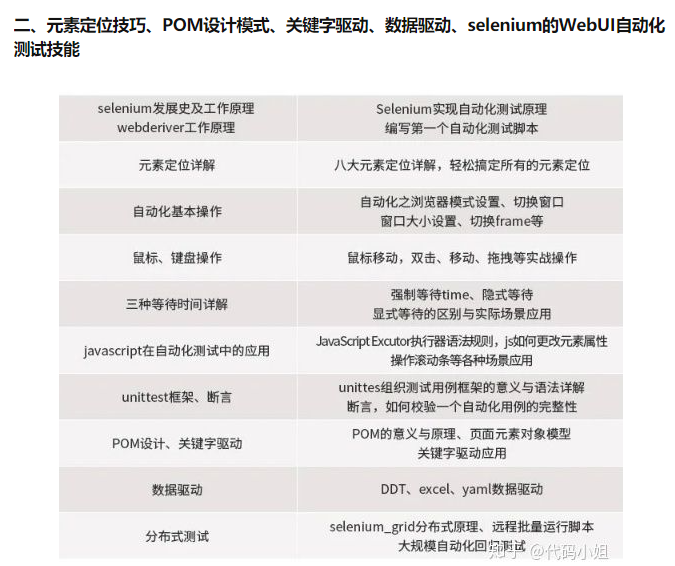 二、元素定位技巧、POM设计模式、关键字驱动、数据驱动、selenium的WebUI自动化
测试技能
selenium发展史及工作原理
webderiver工作原理
Selenium实现自动化测试原理
编写第一个自动化测试脚本
元素定位详解
八大元素定位详解，轻松搞定所有的元素定位
自动化基本操作
自动化之浏览器模式设置、切换窗口
窗口大小设置、切换frame等
鼠标、键盘操作
鼠标移动，双击、移动、拖拽等实战操作
三种等待时间详解
强制等待time、隐式等待
显式等待的区别与实际场景应用
javascript在自动化测试中的应用
JavaScript Excutor执行器语法规则，js如何更改元素属性
操作滚动条等各种场景应用
unittest框架、断言
unittes组织测试用例框架的意义与语法详解
断言，如何校验一个自动化用例的完整性
POM设计、关键字驱动
POM的意义与原理、页面元素对象模型
关键字驱动应用
数据驱动
DDT、excel、yaml数据驱动
分布式测试
selenium_grid分布式原理、远程批量运行脚本
大规模自动化回归测试
知乎 @代码小姐